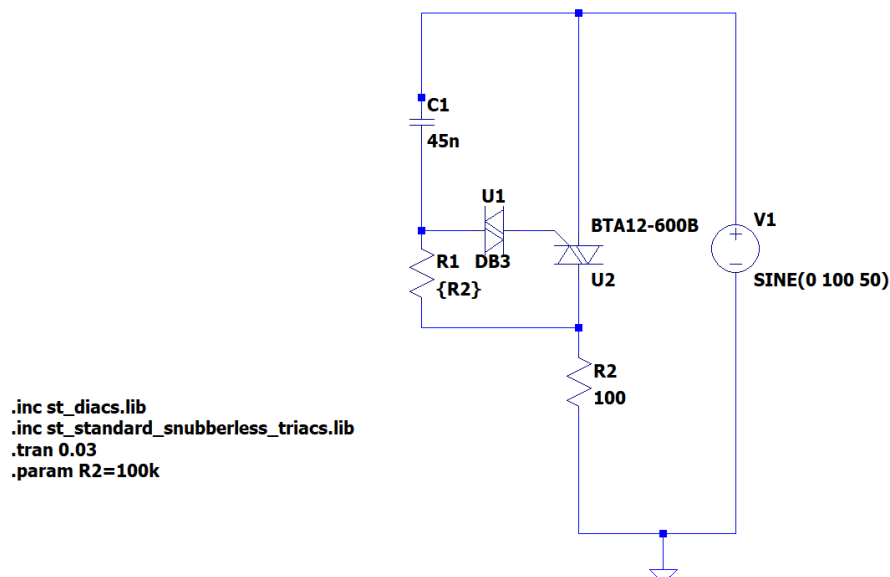 C1
45n
U1
DB3
BTA12-600B
U2
R1
{R2}
V1
SINE(0 100 50)
R2
100
.inc st_diacs.lib
.inc st_standard_snubberless_triacs.lib
.tran 0.03
.param R2=100k